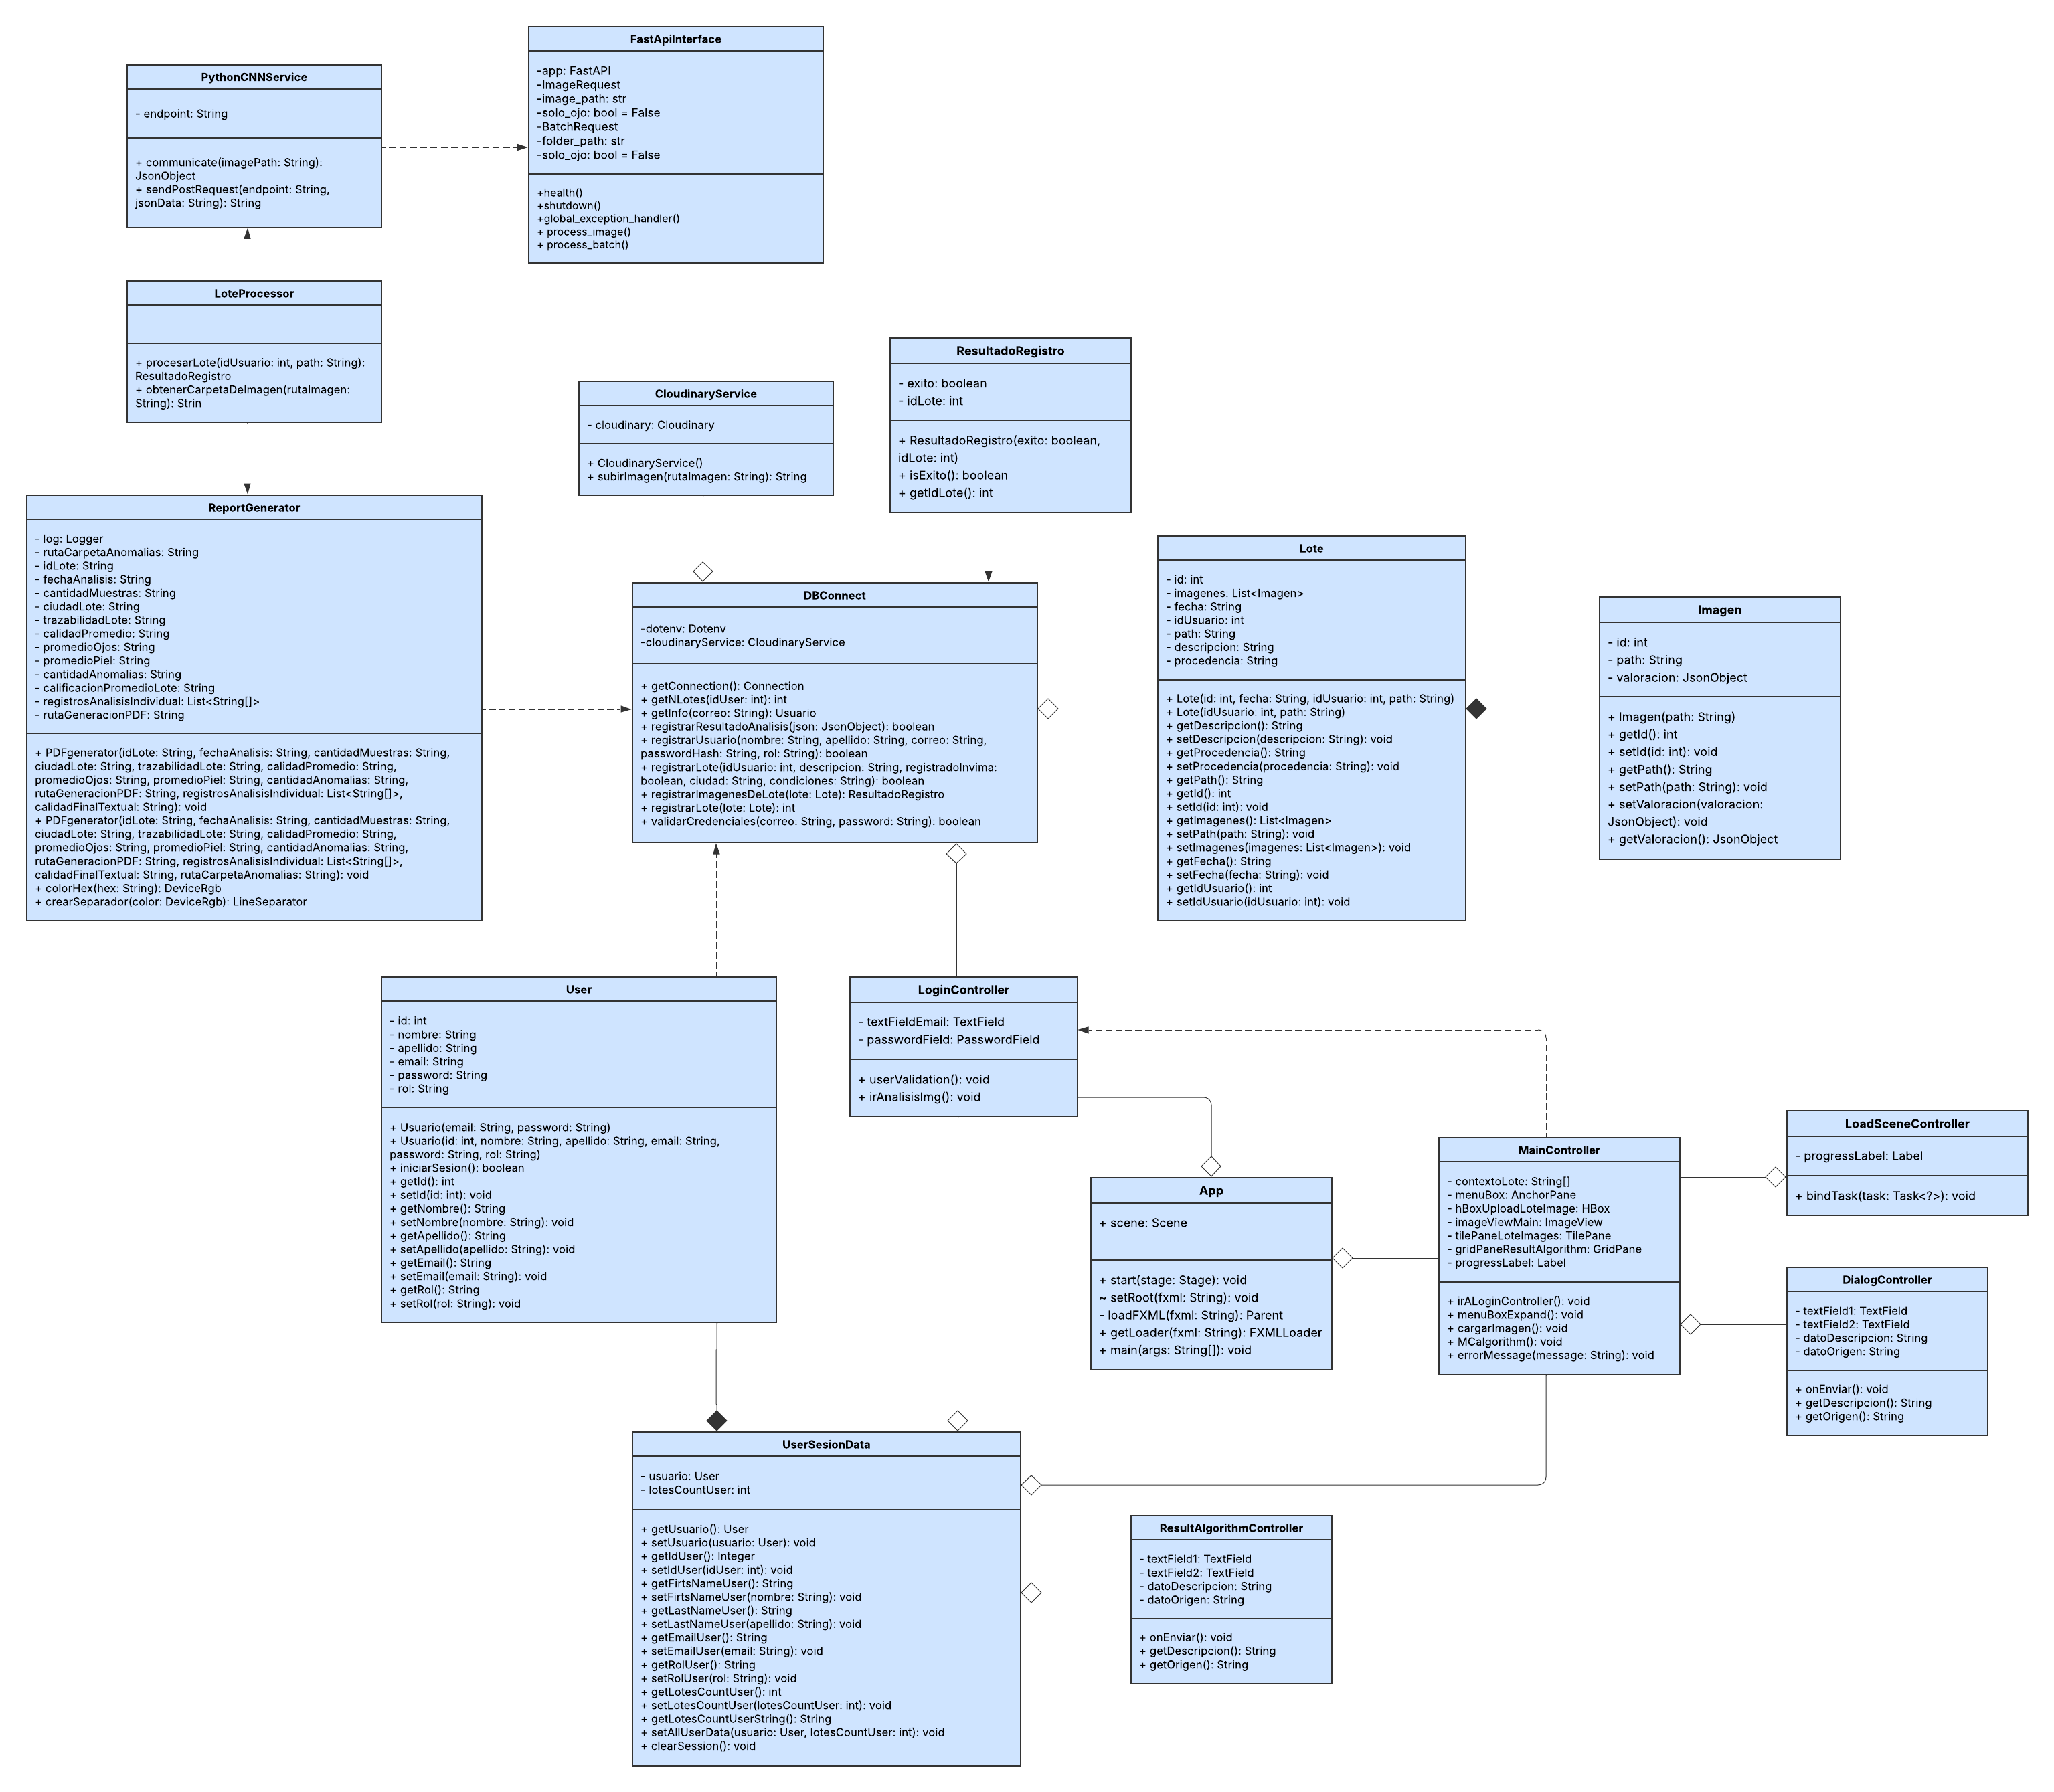 FastApiInterface
-app: FastAPI
-ImageRequest
-image_path: str
-solo_ojo: bool = False
-BatchRequest
-folder_path: str
-solo_ojo: bool = False
+health()
+shutdown()
+global_exception_handler()
+ process_image()
+ process_batch()
PythonCNNService
- endpoint: String
+ communicate(imagePath: String):
JsonObject
+ sendPostRequest(endpoint: String,
jsonData: String): String
LoteProcessor
+ procesarLote(idUsuario: int, path: String):
ResultadoRegistro
+ obtenerCarpetaDeImagen(rutaImagen:
String): Strin
CloudinaryService
- cloudinary: Cloudinary
+ CloudinaryService()
+ subirImagen(rutaImagen: String): String
ResultadoRegistro
- exito: boolean
- idLote: int
+ ResultadoRegistro(exito: boolean,
idLote: int)
+ isExito(): boolean
+ getIdLote(): int
ReportGenerator
- log: Logger
- rutaCarpetaAnomalias: String
- idLote: String
- fechaAnalisis: String
- cantidadMuestras: String
- ciudadLote: String
- trazabilidadLote: String
- calidadPromedio: String
- promedioOjos: String
- promedioPiel: String
- cantidadAnomalias: String
- calificacionPromedioLote: String
- registrosAnalisisIndividual: List<String[]>
- rutaGeneracionPDF: String
+ PDFgenerator(idLote: String, fechaAnalisis: String, cantidadMuestras: String,
ciudadLote: String, trazabilidadLote: String, calidadPromedio: String,
promedioOjos: String, promedioPiel: String, cantidadAnomalias: String,
rutaGeneracionPDF: String, registrosAnalisisIndividual: List<String[]>,
calidadFinalTextual: String): void
+ PDFgenerator(idLote: String, fechaAnalisis: String, cantidadMuestras: String,
ciudadLote: String, trazabilidadLote: String, calidadPromedio: String,
promedioOjos: String, promedioPiel: String, cantidadAnomalias: String,
rutaGeneracionPDF: String, registrosAnalisisIndividual: List<String[]>,
calidadFinalTextual: String, rutaCarpetaAnomalias: String): void
+ colorHex(hex: String): DeviceRgb
+ crearSeparador(color: DeviceRgb): LineSeparator
DBConnect
-dotenv: Dotenv
-cloudinaryService: CloudinaryService
+ getConnection(): Connection
+ getNLotes(idUser: int): int
+ getInfo(correo: String): Usuario
+ registrarResultadoAnalisis(json: JsonObject): boolean
+ registrarUsuario(nombre: String, apellido: String, correo: String,
passwordHash: String, rol: String): boolean
+ registrarLote(idUsuario: int, descripcion: String, registradoInvima:
boolean, ciudad: String, condiciones: String): boolean
+ registrarImagenesDeLote(lote: Lote): ResultadoRegistro
+ registrarLote(lote: Lote): int
+ validarCredenciales(correo: String, password: String): boolean
Lote
- id: int
- imagenes: List<Imagen>
- fecha: String
- idUsuario: int
- path: String
- descripcion: String
- procedencia: String
+ Lote(id: int, fecha: String, idUsuario: int, path: String)
+ Lote(idUsuario: int, path: String)
+ getDescripcion(): String
+ setDescripcion(descripcion: String): void
+ getProcedencia(): String
+ setProcedencia(procedencia: String): void
+ getPath(): String
+ getId(): int
+ setId(id: int): void
+ getImagenes(): List<Imagen>
+ setPath(path: String): void
+ setImagenes(imagenes: List<Imagen>): void
+ getFecha(): String
+ setFecha(fecha: String): void
+ getIdUsuario(): int
+ setIdUsuario(idUsuario: int): void
Imagen
- id: int
- path: String
- valoracion: JsonObject
+ Imagen(path: String)
+ getId(): int
+ setId(id: int): void
+ getPath(): String
+ setPath(path: String): void
+ setValoracion(valoracion:
JsonObject): void
+ getValoracion(): JsonObject
User
- id: int
- nombre: String
- apellido: String
- email: String
- password: String
- rol: String
+ Usuario(email: String, password: String)
+ Usuario(id: int, nombre: String, apellido: String, email: String,
password: String, rol: String)
+ iniciarSesion(): boolean
+ getId(): int
+ setId(id: int): void
+ getNombre(): String
+ setNombre(nombre: String): void
+ getApellido(): String
+ setApellido(apellido: String): void
+ getEmail(): String
+ setEmail(email: String): void
+ getRol(): String
+ setRol(rol: String): void
LoginController
- textFieldEmail: TextField
- passwordField: PasswordField
+ userValidation(): void
+ irAnalisisImg(): void
App
+ scene: Scene
+ start(stage: Stage): void
~ setRoot(fxml: String): void
- loadFXML(fxml: String): Parent
+ getLoader(fxml: String): FXMLLoader
+ main(args: String[]): void
MainController
- contextoLote: String[]
- menuBox: AnchorPane
- hBoxUploadLoteImage: HBox
- imageViewMain: ImageView
- tilePaneLoteImages: TilePane
- gridPaneResultAlgorithm: GridPane
- progressLabel: Label
+ irALoginController(): void
+ menuBoxExpand(): void
+ cargarImagen(): void
+ MCalgorithm(): void
+ errorMessage(message: String): void
LoadSceneController
- progressLabel: Label
+ bindTask(task: Task<?>): void
DialogController
- textField1: TextField
- textField2: TextField
- datoDescripcion: String
- datoOrigen: String
+ onEnviar(): void
+ getDescripcion(): String
+ getOrigen(): String
UserSesionData
- usuario: User
- lotesCountUser: int
+ getUsuario(): User
+ setUsuario(usuario: User): void
+ getIdUser(): Integer
+ setIdUser(idUser: int): void
+ getFirtsNameUser(): String
+ setFirtsNameUser(nombre: String): void
+ getLastNameUser(): String
+ setLastNameUser(apellido: String): void
+ getEmailUser(): String
+ setEmailUser(email: String): void
+ getRolUser(): String
+ setRolUser(rol: String): void
+ getLotesCountUser(): int
+ setLotesCountUser(lotesCountUser: int): void
+ getLotesCountUserString(): String
+ setAllUserData(usuario: User, lotesCountUser: int): void
+ clearSession(): void
ResultAlgorithmController
- textField1: TextField
- textField2: TextField
- datoDescripcion: String
- datoOrigen: String
+ onEnviar(): void
+ getDescripcion(): String
+ getOrigen(): String